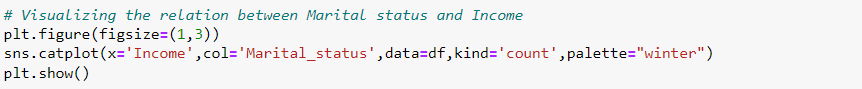 # Visualizing the relation between Marital status and Income
plt.figure(figsize=(1,3))
sns.catplot(x='Income',col='Marital_status',data=df,kind='count',palette="winter")
plt.show()